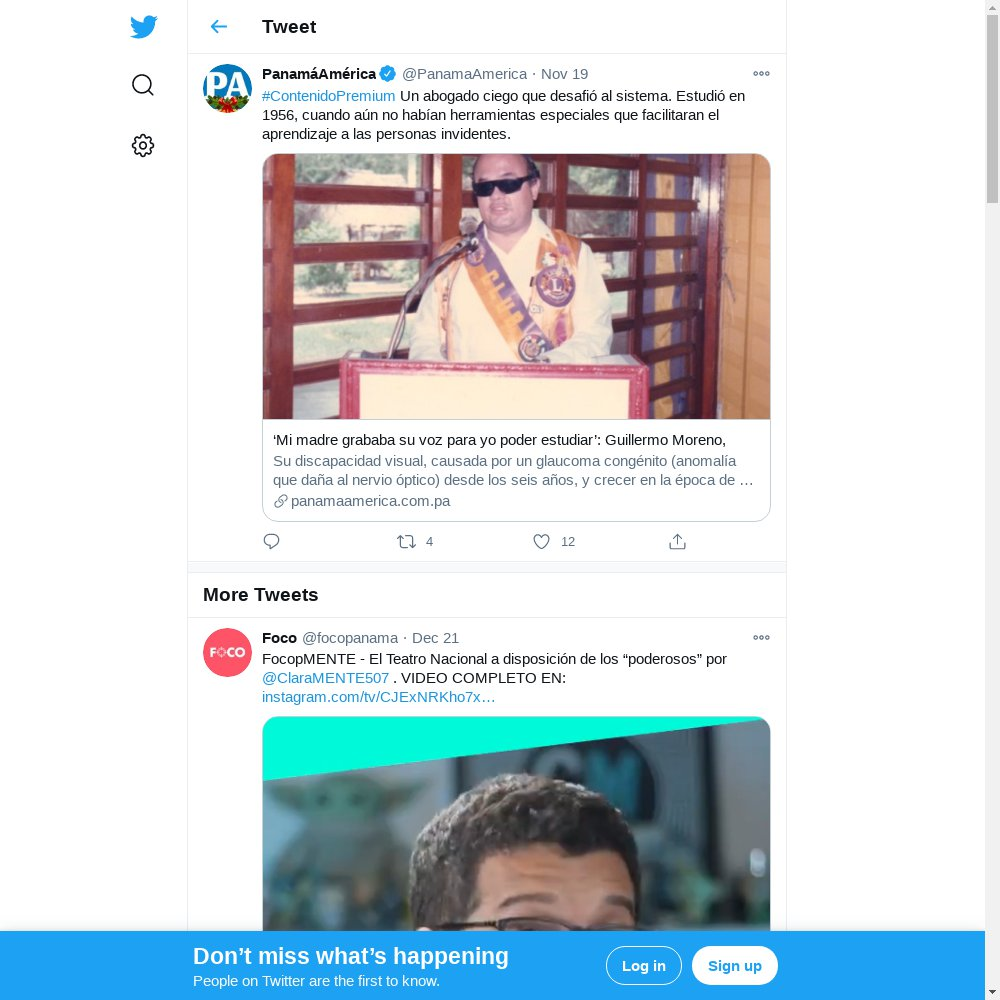 Tweet
PA
PanamáAmérica @PanamaAmerica · Nov 19
#ContenidoPremium Un abogado ciego que desafió al sistema. Estudió en
1956, cuando aún no habían herramientas especiales que facilitaran el
aprendizaje a las personas invidentes.
L
‘Mi madre grababa su voz para yo poder estudiar’: Guillermo Moreno,
Su discapacidad visual, causada por un glaucoma congénito (anomalía
que daña al nervio óptico) desde los seis años, y crecer en la época de …
panamaamerica.com.pa
4
12
More Tweets
FOCO
Foco @focopanama · Dec 21
FocopMENTE - El Teatro Nacional a disposición de los “poderosos” por
@ClaraMENTE507 . VIDEO COMPLETO EN:
instagram.com/tv/CJExNRKho7x…
CM
Don’t miss what’s happening
People on Twitter are the first to know.
Log in
Sign up